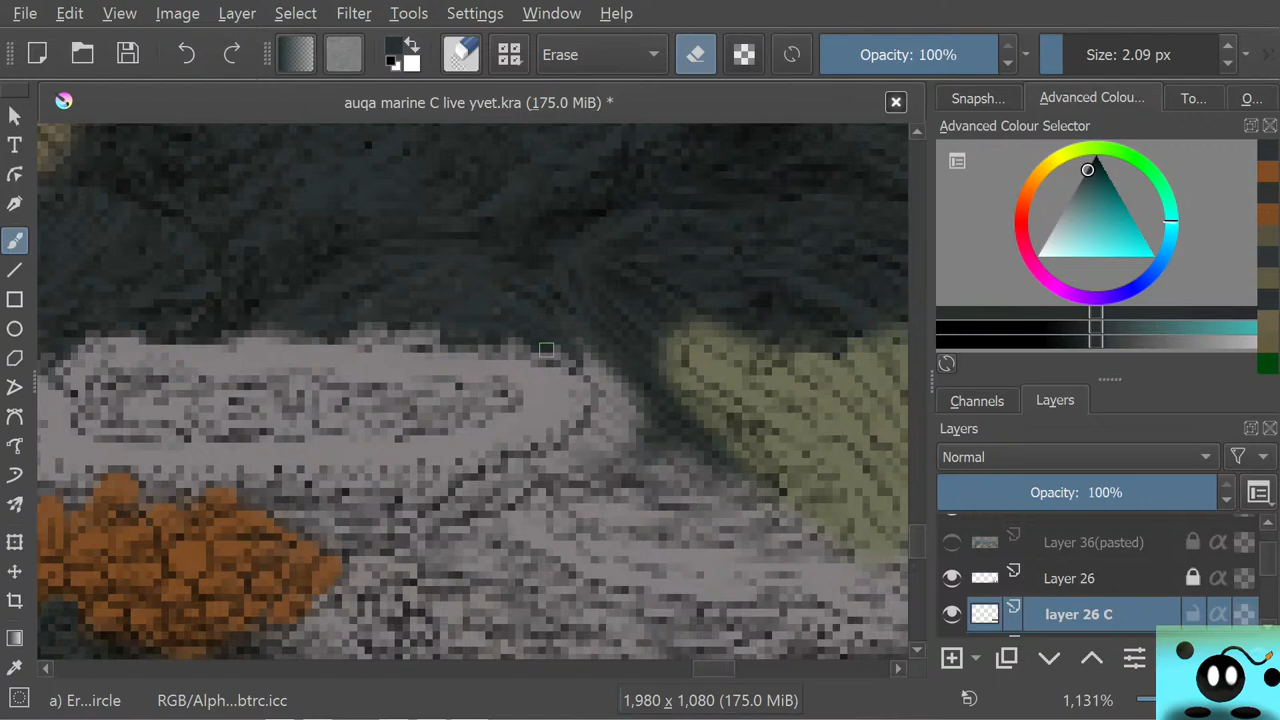 File Edit View Image Layer Select Filter Tools Settings Window Help
Erase Opacity: 100% Size: 2.09 px
auqa marine C live yvet.kra (175.0 MiB) *
Snapsh... Advanced Colou... To... O...
Advanced Colour Selector
Channels Layers
Layers
Normal
Opacity: 100%
Layer 36(pasted)
Layer 26
layer 26 C
a) Er...ircle RGB/Alph...btrc.icc 1,980 x 1,080 (175.0 MiB) 1,131%